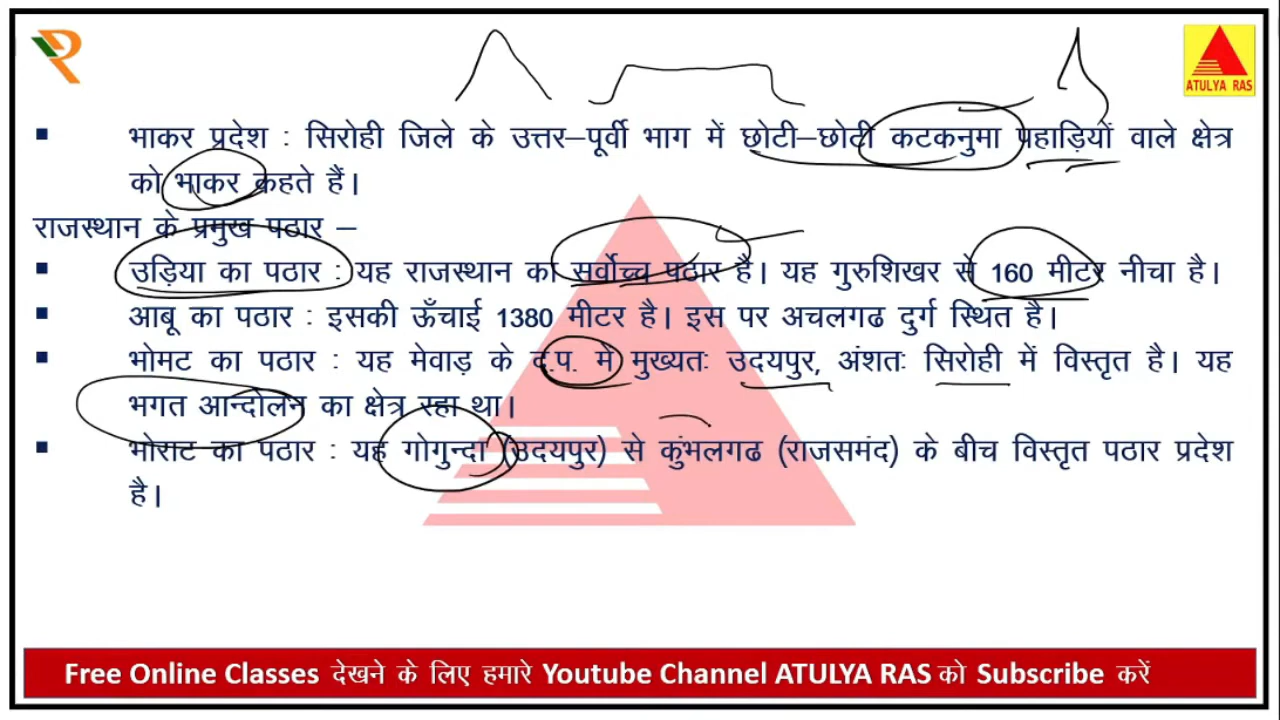 ATULYA RAS
▪ भाकर प्रदेश : सिरोही जिले के उत्तर–पूर्वी भाग में छोटी–छोटी कटकनुमा पहाड़ियों वाले क्षेत्र
को भाकर कहते हैं।
राजस्थान के प्रमुख पठार –
▪ उड़िया का पठार : यह राजस्थान का सर्वोच्च पठार है। यह गुरुशिखर से 160 मीटर नीचा है।
▪ आबू का पठार : इसकी ऊँचाई 1380 मीटर है। इस पर अचलगढ दुर्ग स्थित है।
▪ भोमट का पठार : यह मेवाड़ के द.प. में मुख्यतः उदयपुर, अंशतः सिरोही में विस्तृत है। यह
भगत आन्दोलन का क्षेत्र रहा था।
▪ भोराट का पठार : यह गोगुन्दा (उदयपुर) से कुंभलगढ (राजसमंद) के बीच विस्तृत पठार प्रदेश
है।
Free Online Classes देखने के लिए हमारे Youtube Channel ATULYA RAS को Subscribe करें